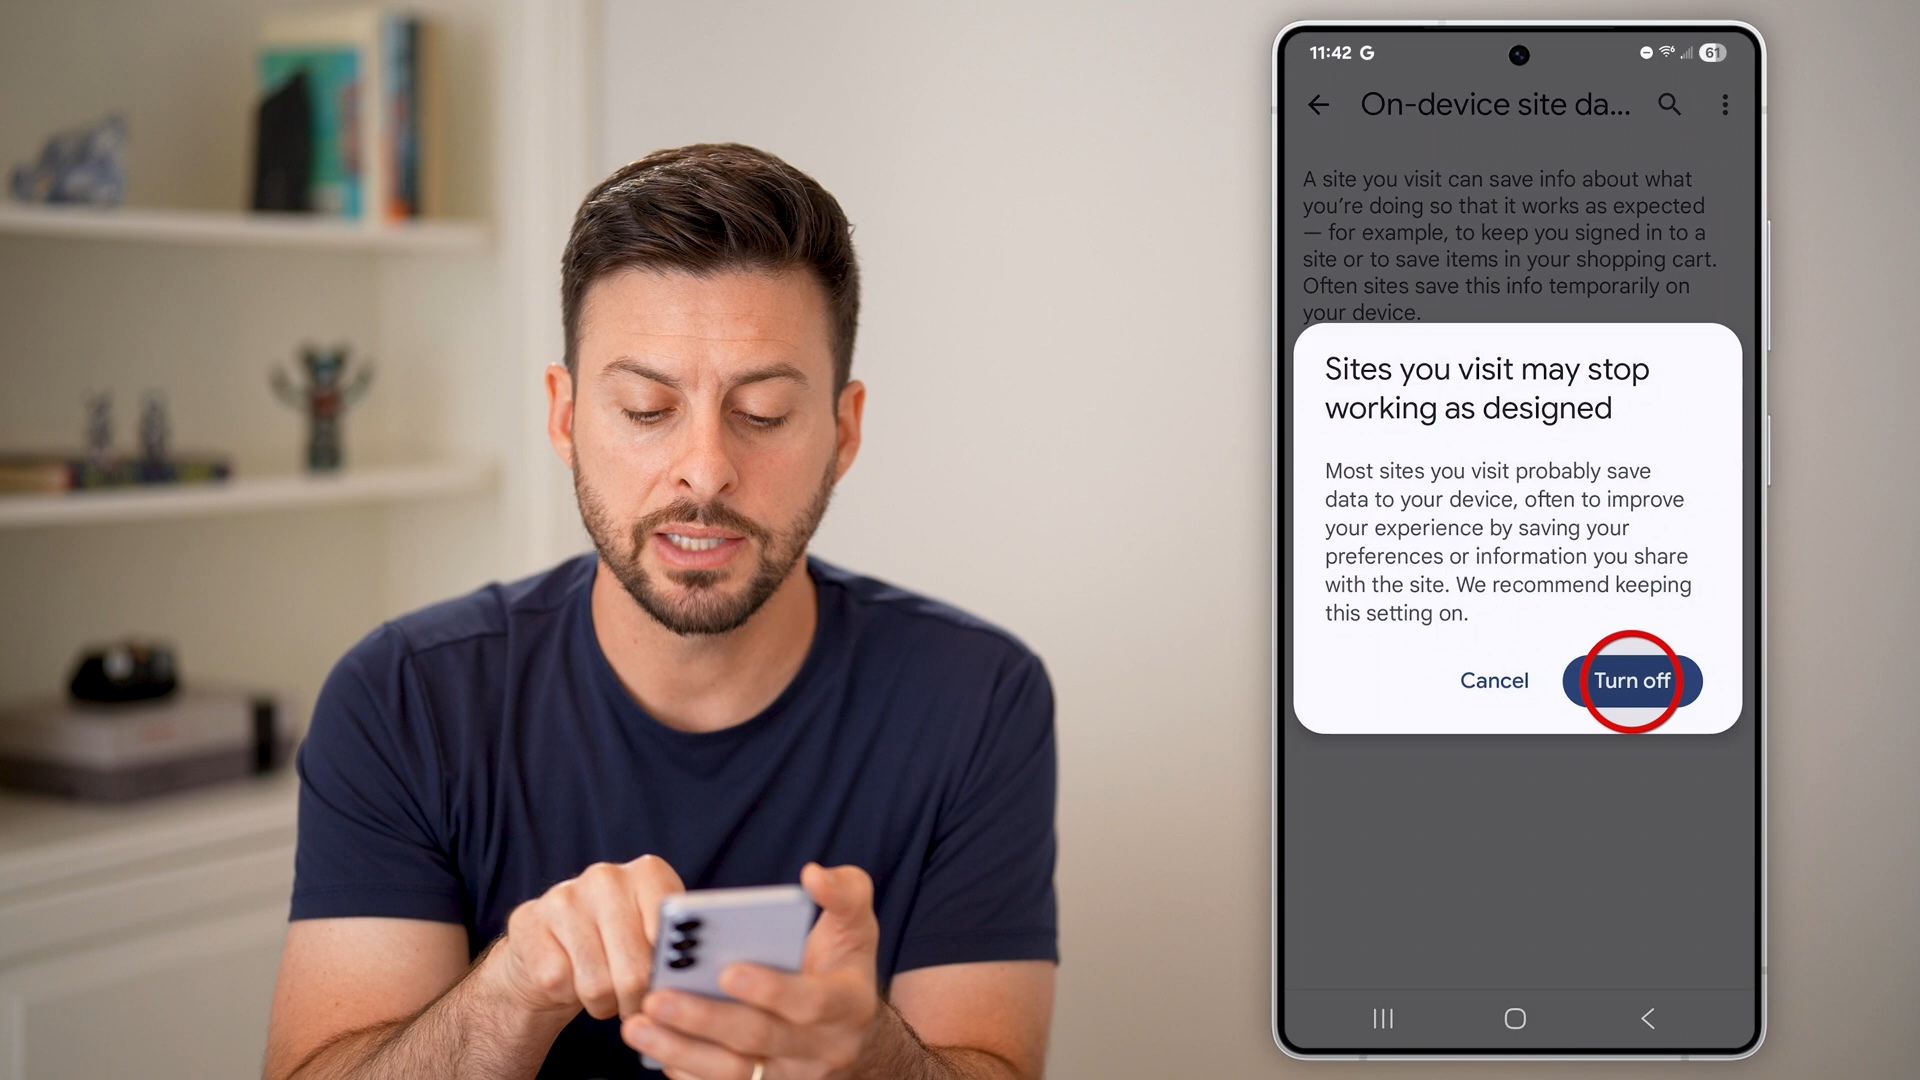 11:42 G
61
On-device site da...
A site you visit can save info about what
you're doing so that it works as expected
— for example, to keep you signed in to a
site or to save items in your shopping cart.
Often sites save this info temporarily on
your device.
Sites you visit may stop
working as designed
Most sites you visit probably save
data to your device, often to improve
your experience by saving your
preferences or information you share
with the site. We recommend keeping
this setting on.
Cancel
Turn off